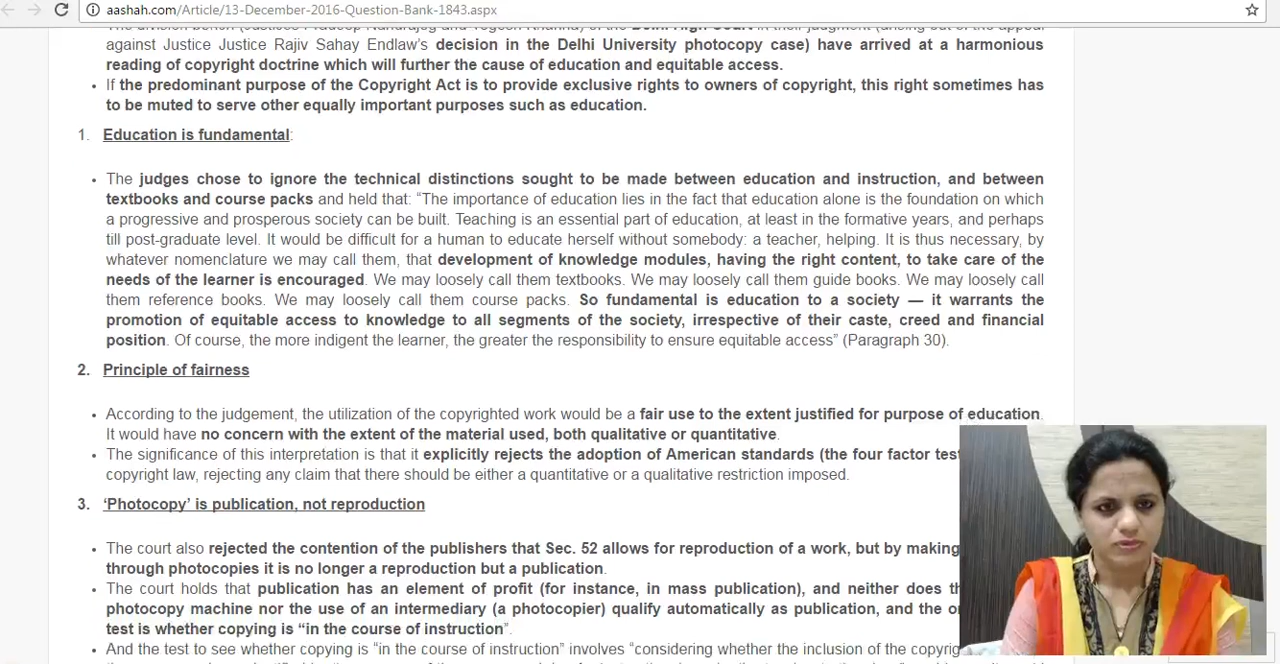 aashah.com/Article/13-December-2016-Question-Bank-1843.aspx
against Justice Justice Rajiv Sahay Endlaw's decision in the Delhi University photocopy case) have arrived at a harmonious
reading of copyright doctrine which will further the cause of education and equitable access.
• If the predominant purpose of the Copyright Act is to provide exclusive rights to owners of copyright, this right sometimes has
to be muted to serve other equally important purposes such as education.
1. Education is fundamental:
• The judges chose to ignore the technical distinctions sought to be made between education and instruction, and between
textbooks and course packs and held that: “The importance of education lies in the fact that education alone is the foundation on which
a progressive and prosperous society can be built. Teaching is an essential part of education, at least in the formative years, and perhaps
till post-graduate level. It would be difficult for a human to educate herself without somebody: a teacher, helping. It is thus necessary, by
whatever nomenclature we may call them, that development of knowledge modules, having the right content, to take care of the
needs of the learner is encouraged. We may loosely call them textbooks. We may loosely call them guide books. We may loosely call
them reference books. We may loosely call them course packs. So fundamental is education to a society — it warrants the
promotion of equitable access to knowledge to all segments of the society, irrespective of their caste, creed and financial
position. Of course, the more indigent the learner, the greater the responsibility to ensure equitable access” (Paragraph 30).
2. Principle of fairness
• According to the judgement, the utilization of the copyrighted work would be a fair use to the extent justified for purpose of education.
It would have no concern with the extent of the material used, both qualitative or quantitative.
• The significance of this interpretation is that it explicitly rejects the adoption of American standards (the four factor test
copyright law, rejecting any claim that there should be either a quantitative or a qualitative restriction imposed.
3. ‘Photocopy’ is publication, not reproduction
• The court also rejected the contention of the publishers that Sec. 52 allows for reproduction of a work, but by making
through photocopies it is no longer a reproduction but a publication.
• The court holds that publication has an element of profit (for instance, in mass publication), and neither does
photocopy machine nor the use of an intermediary (a photocopier) qualify automatically as publication, and the
test is whether copying is “in the course of instruction”.
• And the test to see whether copying is “in the course of instruction” involves “considering whether the inclusion of the